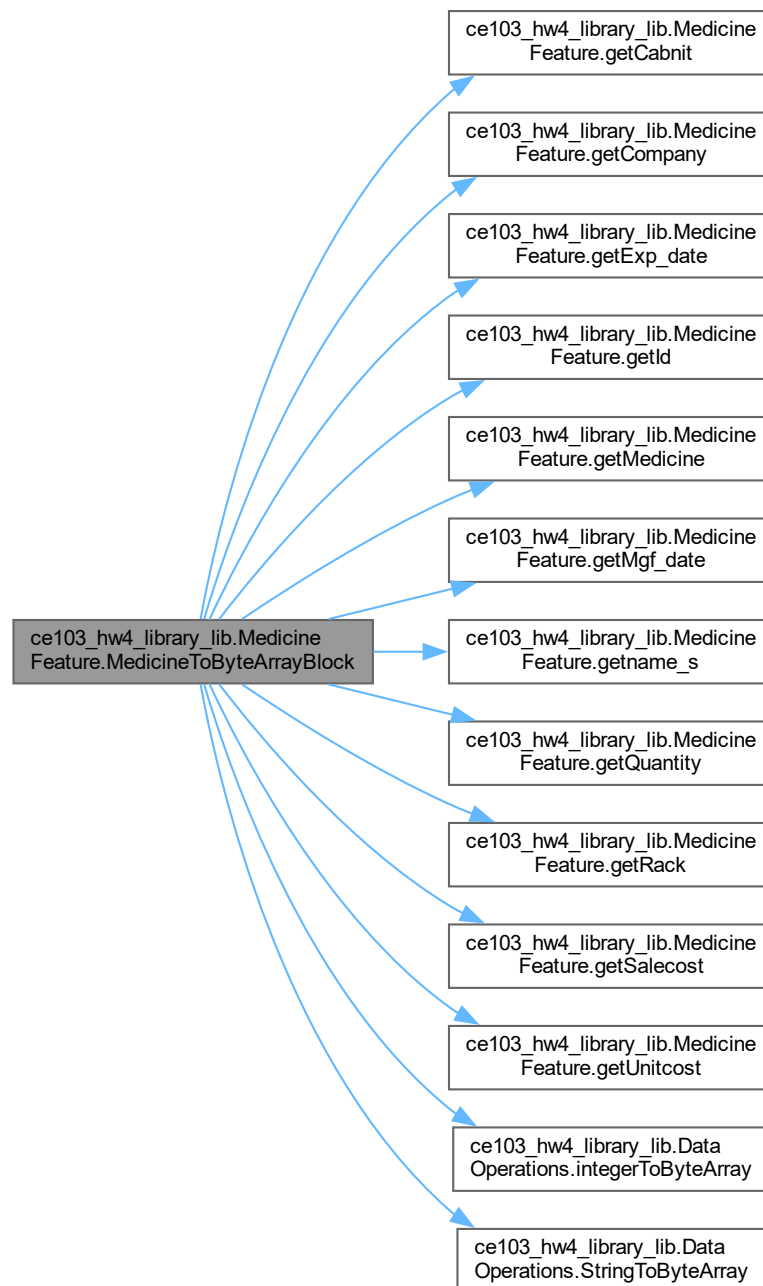 ce103_hw4_library_lib.Medicine
Feature.getCabnit
ce103_hw4_library_lib.Medicine
Feature.getCompany
ce103_hw4_library_lib.Medicine
Feature.getExp_date
ce103_hw4_library_lib.Medicine
Feature.getId
ce103_hw4_library_lib.Medicine
Feature.getMedicine
ce103_hw4_library_lib.Medicine
Feature.getMgf_date
ce103_hw4_library_lib.Medicine
Feature.MedicineToByteArrayBlock
ce103_hw4_library_lib.Medicine
Feature.getname_s
ce103_hw4_library_lib.Medicine
Feature.getQuantity
ce103_hw4_library_lib.Medicine
Feature.getRack
ce103_hw4_library_lib.Medicine
Feature.getSalecost
ce103_hw4_library_lib.Medicine
Feature.getUnitcost
ce103_hw4_library_lib.Data
Operations.integerToByteArray
ce103_hw4_library_lib.Data
Operations.StringToByteArray